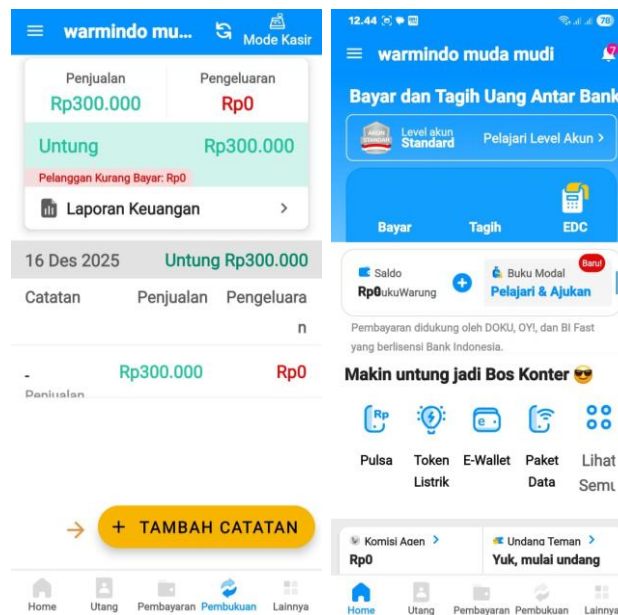 warmindo mu...
Mode Kasir
Penjualan Pengeluaran
Rp300.000 Rp0
Untung Rp300.000
Pelanggan Kurang Bayar: Rp0
Laporan Keuangan >
16 Des 2025 Untung Rp300.000
Catatan Penjualan Pengeluara
n
- Rp300.000 Rp0
Penjualan
+ TAMBAH CATATAN
Home Utang Pembayaran Pembukuan Lainnya
12.44 78
warmindo muda mudi 7
Bayar dan Tagih Uang Antar Bank
AKUN STANDAR
Level akun
Standard Pelajari Level Akun >
Bayar Tagih EDC
Saldo Buku Modal Baru!
Rp0ukuWarung Pelajari & Ajukan
Pembayaran didukung oleh DOKU, OY!, dan BI Fast
yang berlisensi Bank Indonesia.
Makin untung jadi Bos Konter 😎
Rp e
Pulsa Token E-Wallet Paket Lihat
Listrik Data Semu
Komisi Agen > Undang Teman >
Rp0 Yuk, mulai undang
Home Utang Pembayaran Pembukuan Lainnya